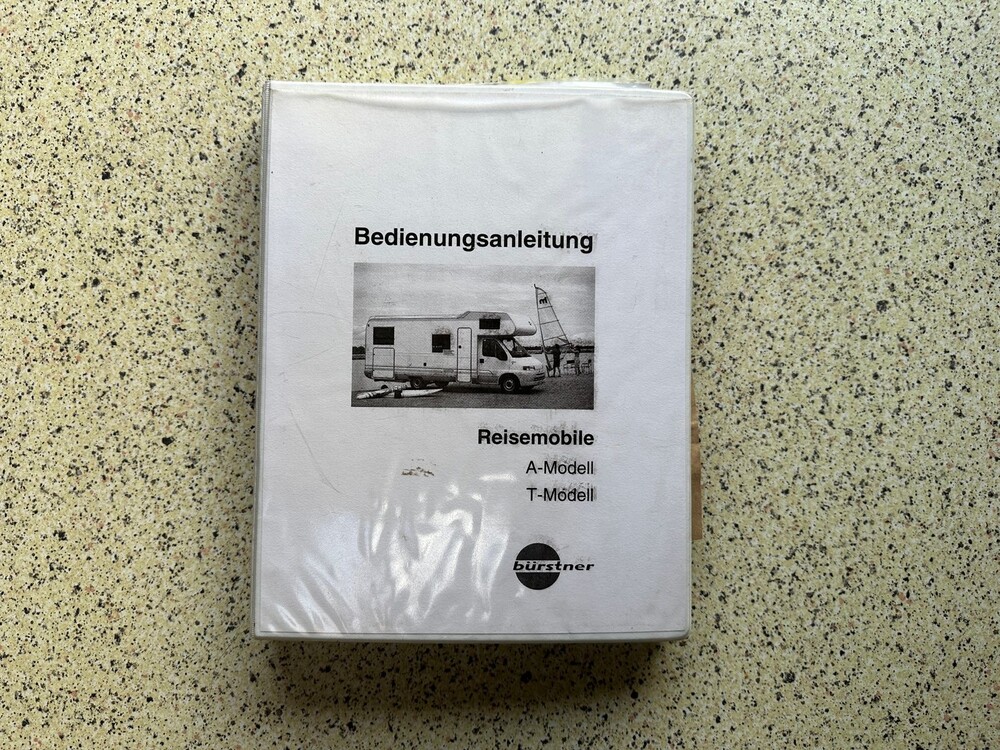 Bedienungsanleitung
Reisemobile
A-Modell
T-Modell
bürstner